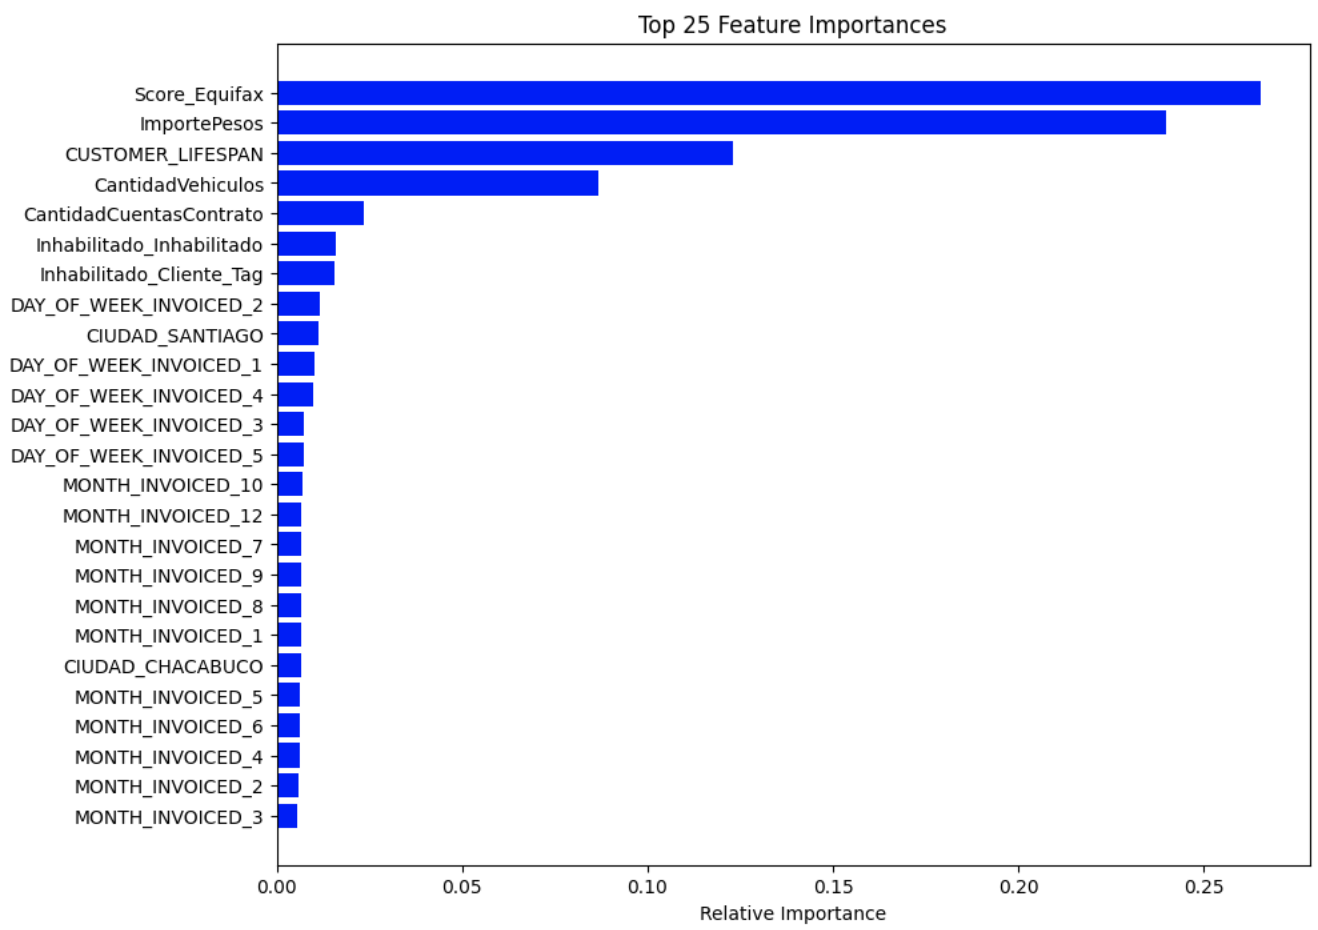 Top 25 Feature Importances
Score_Equifax
ImportePesos
CUSTOMER_LIFESPAN
CantidadVehiculos
CantidadCuentasContrato
Inhabilitado_Inhabilitado
Inhabilitado_Cliente_Tag
DAY_OF_WEEK_INVOICED_2
CIUDAD_SANTIAGO
DAY_OF_WEEK_INVOICED_1
DAY_OF_WEEK_INVOICED_4
DAY_OF_WEEK_INVOICED_3
DAY_OF_WEEK_INVOICED_5
MONTH_INVOICED_10
MONTH_INVOICED_12
MONTH_INVOICED_7
MONTH_INVOICED_9
MONTH_INVOICED_8
MONTH_INVOICED_1
CIUDAD_CHACABUCO
MONTH_INVOICED_5
MONTH_INVOICED_6
MONTH_INVOICED_4
MONTH_INVOICED_2
MONTH_INVOICED_3
0.00 0.05 0.10 0.15 0.20 0.25
Relative Importance